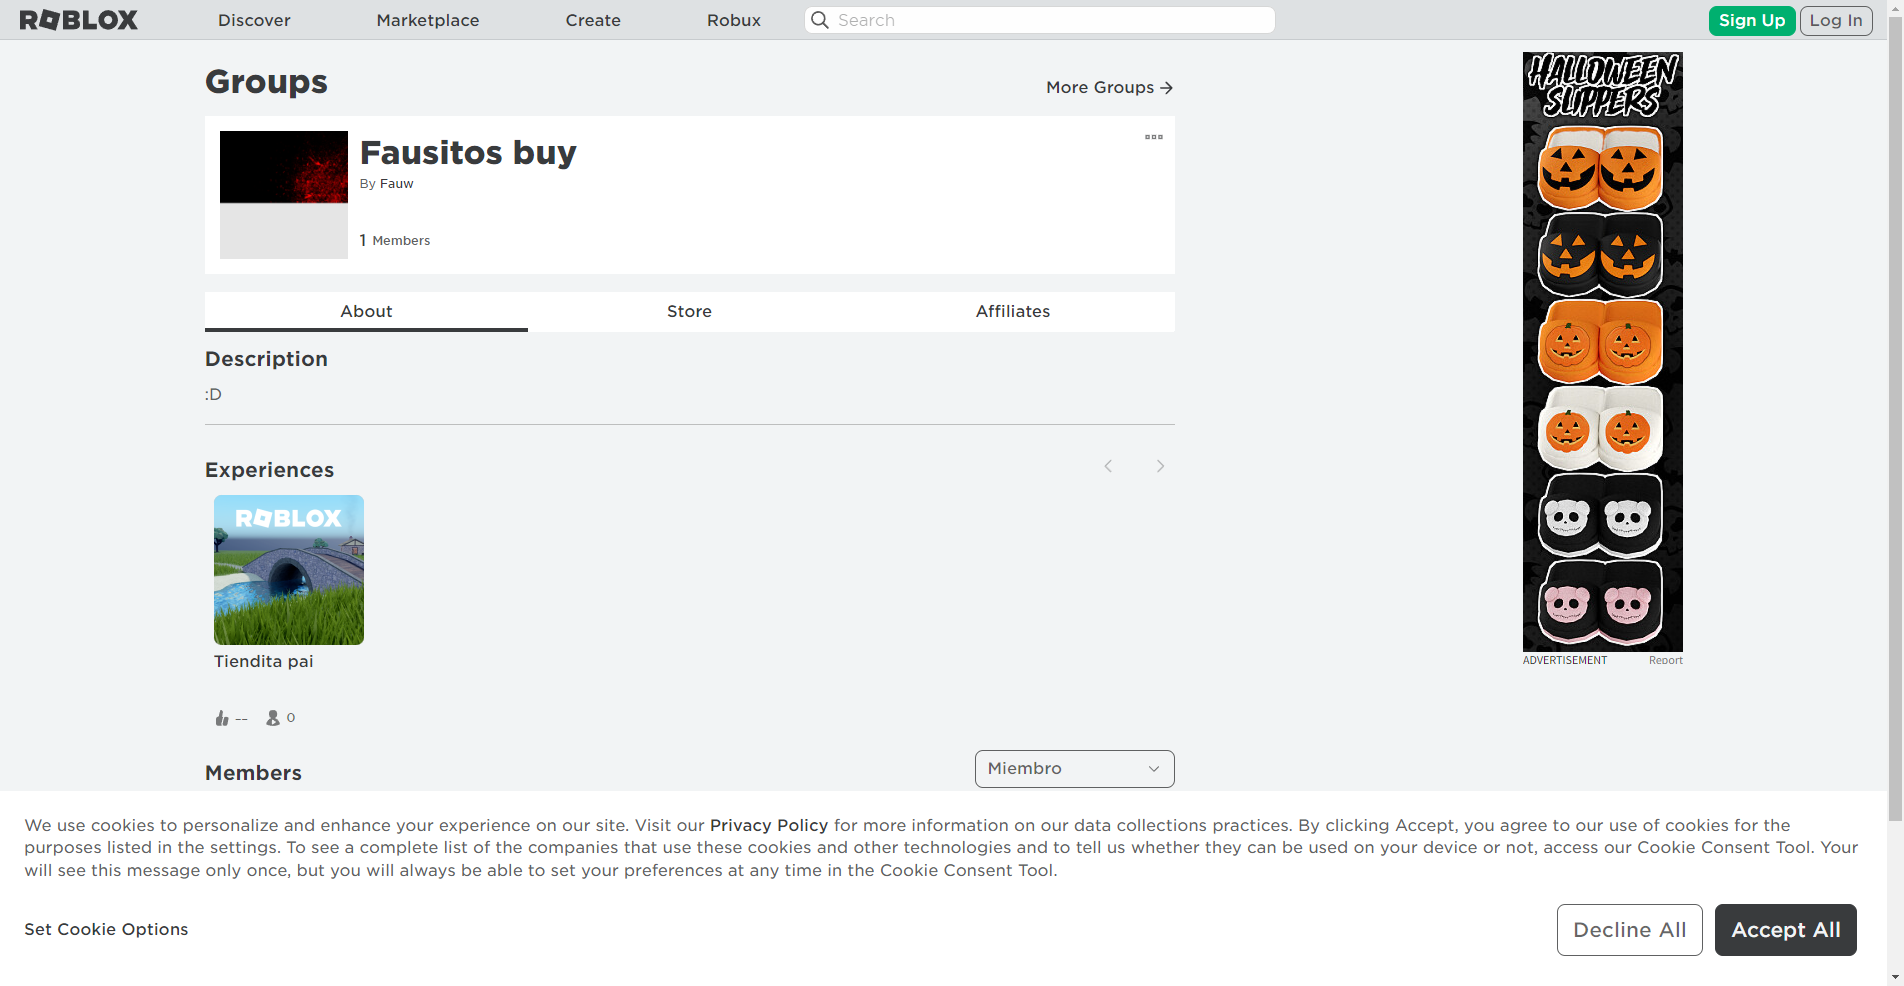 ROBLOX
Discover
Marketplace
Create
Robux
Search
Sign Up
Log In
Groups
More Groups
Fausitos buy
By Fauw
1 Members
About
Store
Affiliates
Description
:D
Experiences
ROBLOX
Tiendita pai
--
0
Members
Miembro
HALLOWEEN
SLIPPERS
ADVERTISEMENT
Report
We use cookies to personalize and enhance your experience on our site. Visit our Privacy Policy for more information on our data collections practices. By clicking Accept, you agree to our use of cookies for the
purposes listed in the settings. To see a complete list of the companies that use these cookies and other technologies and to tell us whether they can be used on your device or not, access our Cookie Consent Tool. Your
will see this message only once, but you will always be able to set your preferences at any time in the Cookie Consent Tool.
Set Cookie Options
Decline All
Accept All